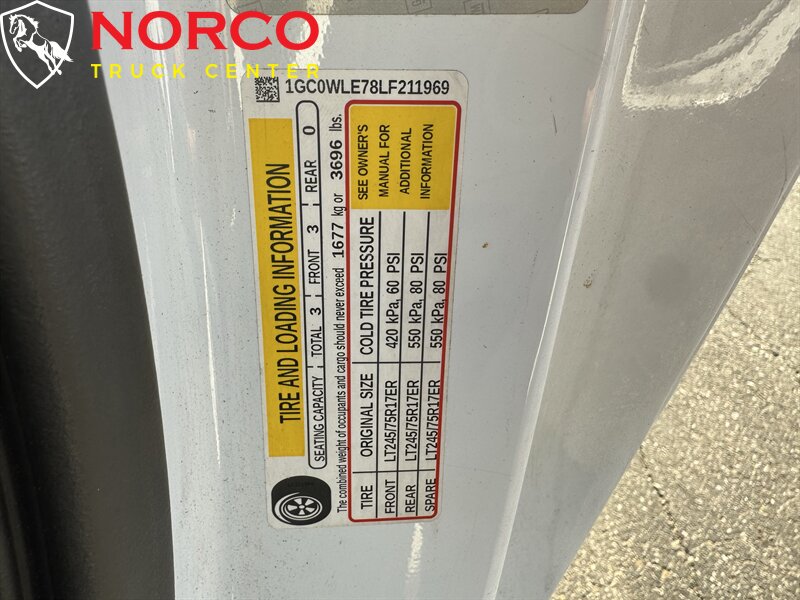 NORCO
TRUCK CENTER
1GC0WLE78LF211969
TIRE AND LOADING INFORMATION
SEATING CAPACITY TOTAL 3 FRONT 3 REAR 0
The combined weight of occupants and cargo should never exceed 1677 kg or 3696 lbs.
TIRE ORIGINAL SIZE COLD TIRE PRESSURE
FRONT LT245/75R17ER 420 kPa, 60 PSI
REAR LT245/75R17ER 550 kPa, 80 PSI
SPARE LT245/75R17ER 550 kPa, 80 PSI
SEE OWNER'S
MANUAL FOR
ADDITIONAL
INFORMATION